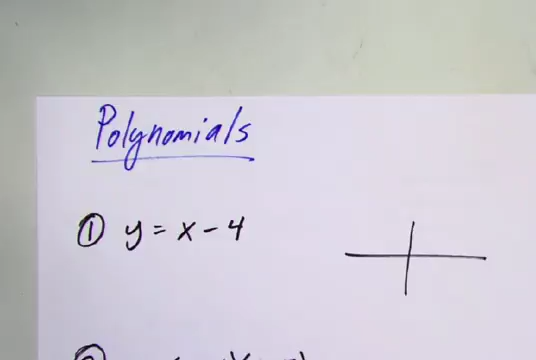 Polynomials
① y = x - 4